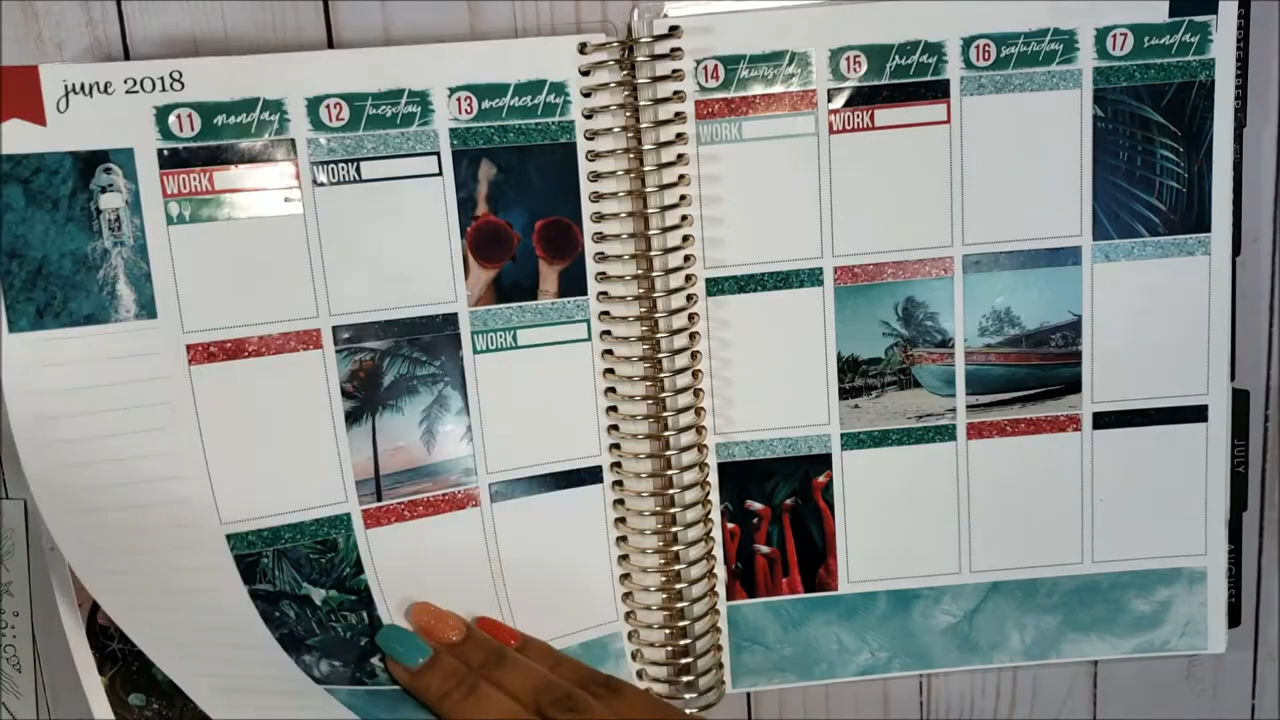 june 2018
11 monday
12 tuesday
13 wednesday
14 thursday
15 friday
16 saturday
17 sunday
WORK
WORK
WORK
WORK
WORK
SEPTEMBER
JULY
AUGUST